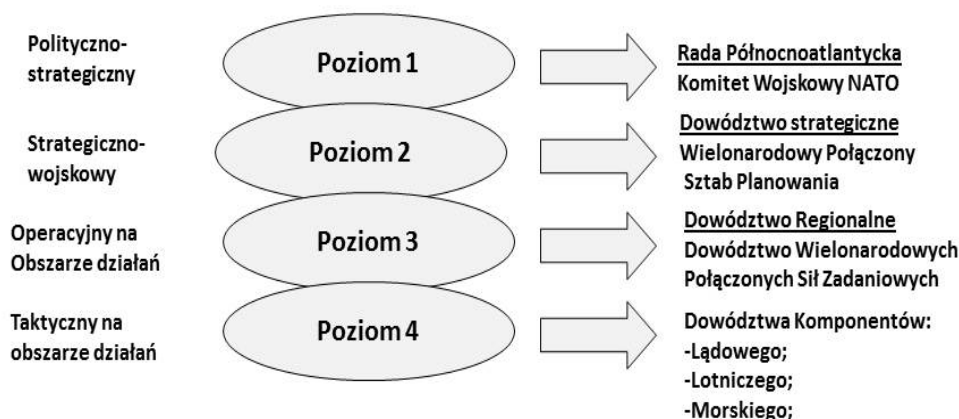 Polityczno-
strategiczny
Poziom 1
Rada Północnoatlantycka
Komitet Wojskowy NATO
Strategiczno-
wojskowy
Poziom 2
Dowództwo strategiczne
Wielonarodowy Połączony
Sztab Planowania
Operacyjny na
Obszarze działań
Poziom 3
Dowództwo Regionalne
Dowództwo Wielonarodowych
Połączonych Sił Zadaniowych
Taktyczny na
obszarze działań
Poziom 4
Dowództwa Komponentów:
-Lądowego;
-Lotniczego;
-Morskiego;